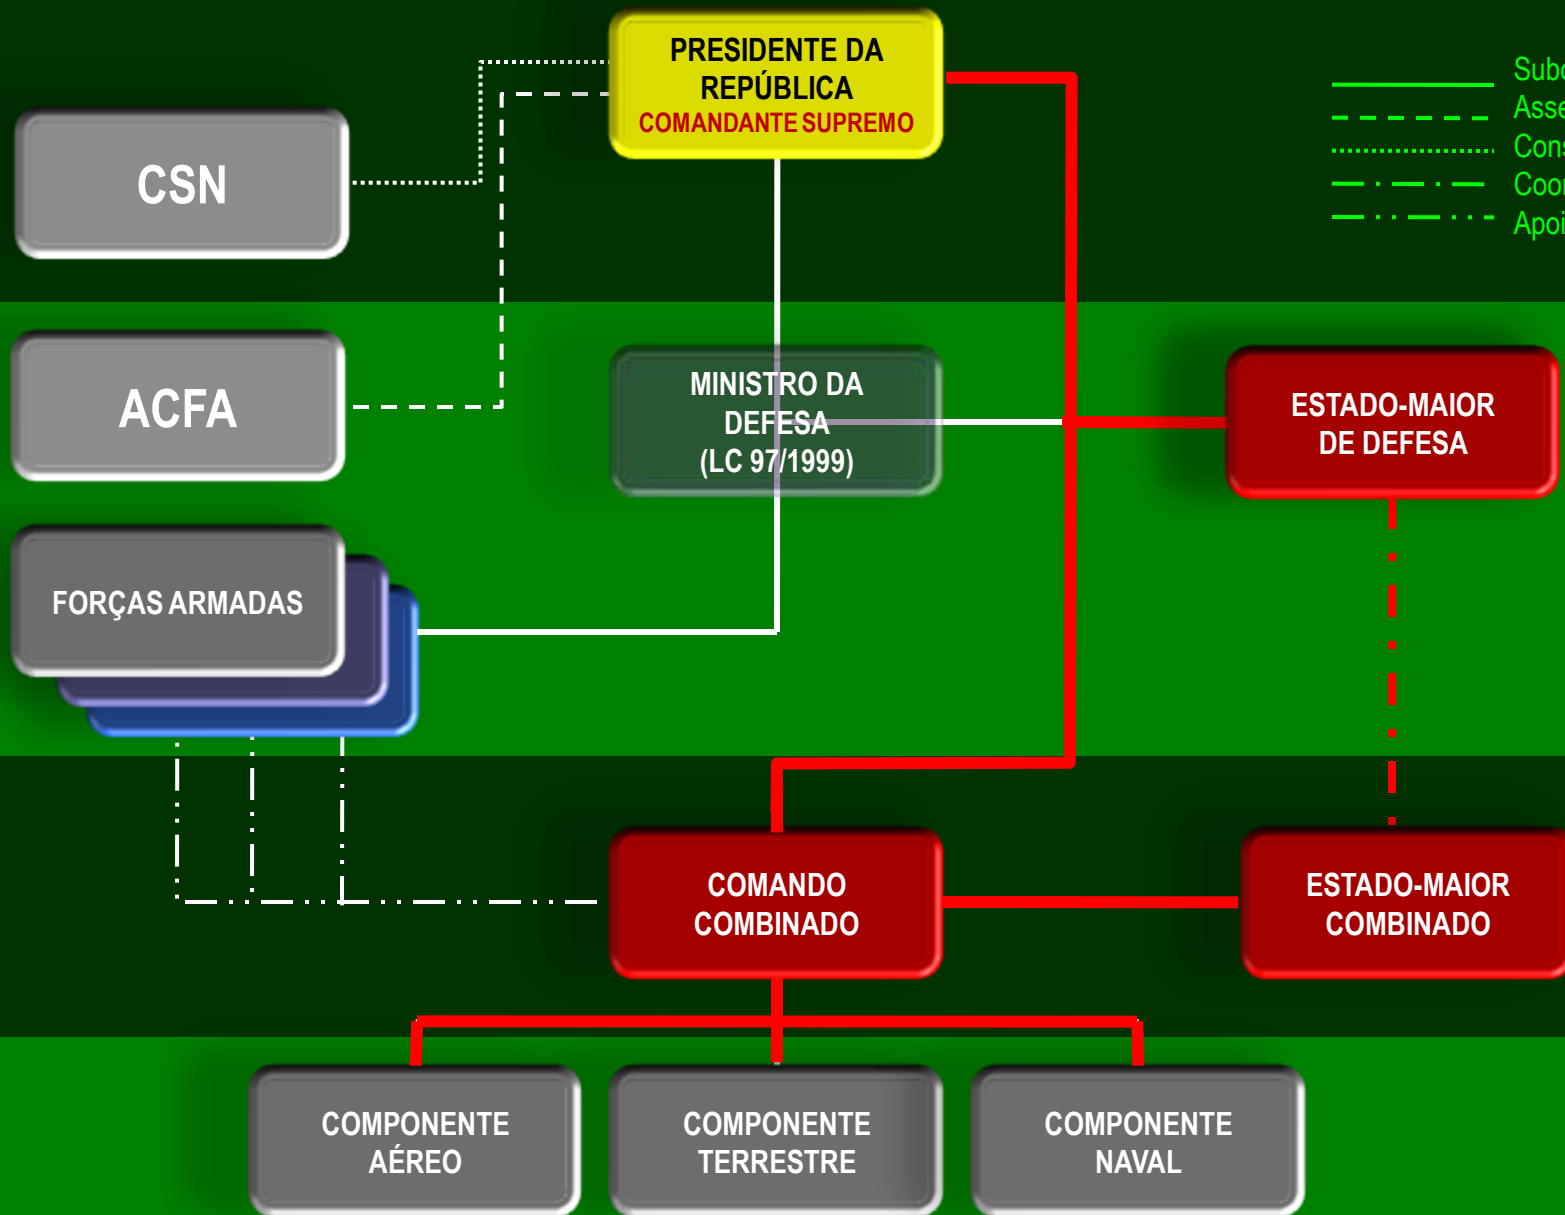 PRESIDENTE DA
REPÚBLICA
COMANDANTE SUPREMO
CSN
ACFA
MINISTRO DA
DEFESA
(LC 97/1999)
ESTADO-MAIOR
DE DEFESA
FORÇAS ARMADAS
COMANDO
COMBINADO
ESTADO-MAIOR
COMBINADO
COMPONENTE
AÉREO
COMPONENTE
TERRESTRE
COMPONENTE
NAVAL